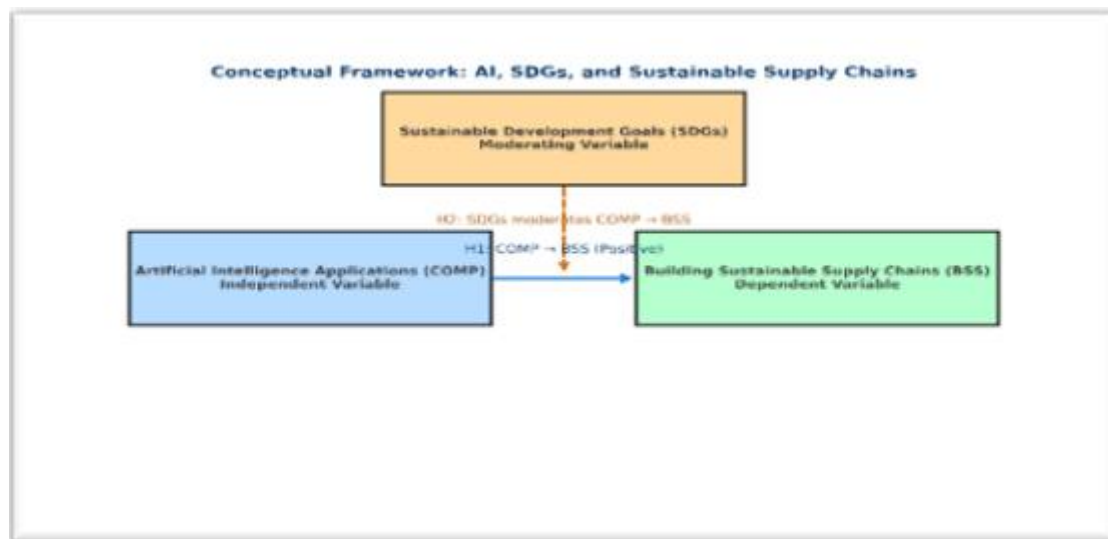 Conceptual Framework: AI, SDGs, and Sustainable Supply Chains
Sustainable Development Goals (SDGs)
Moderating Variable
H2: SDGs moderates COMP → BSS
H1: COMP → BSS (Positive)
Artificial Intelligence Applications (COMP)
Independent Variable
Building Sustainable Supply Chains (BSS)
Dependent Variable